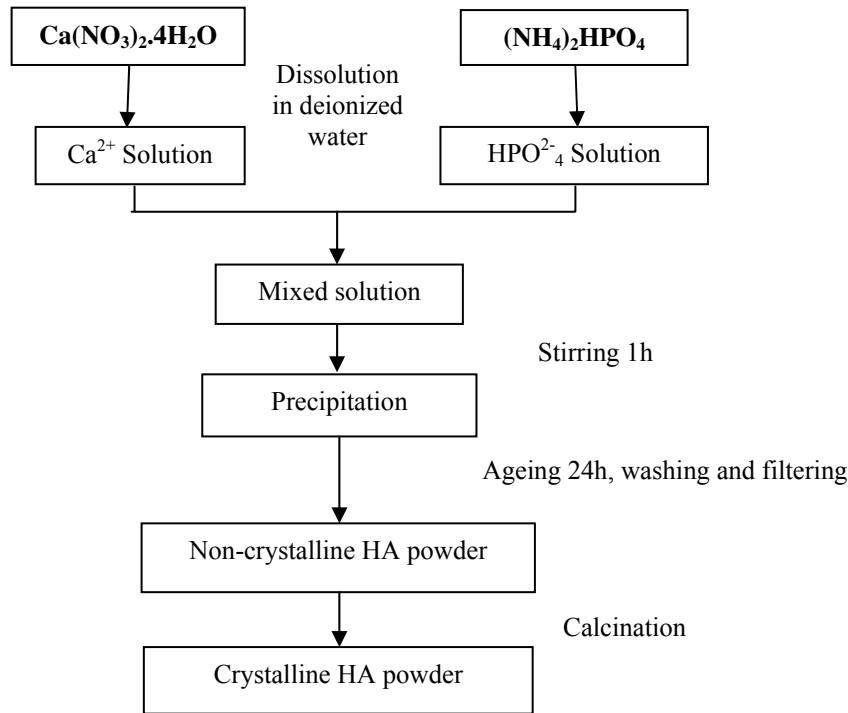 Ca(NO₃)₂.4H₂O
(NH₄)₂HPO₄
Dissolution
in deionized
water
Ca²⁺ Solution
HPO²⁻₄ Solution
Mixed solution
Stirring 1h
Precipitation
Ageing 24h, washing and filtering
Non-crystalline HA powder
Calcination
Crystalline HA powder